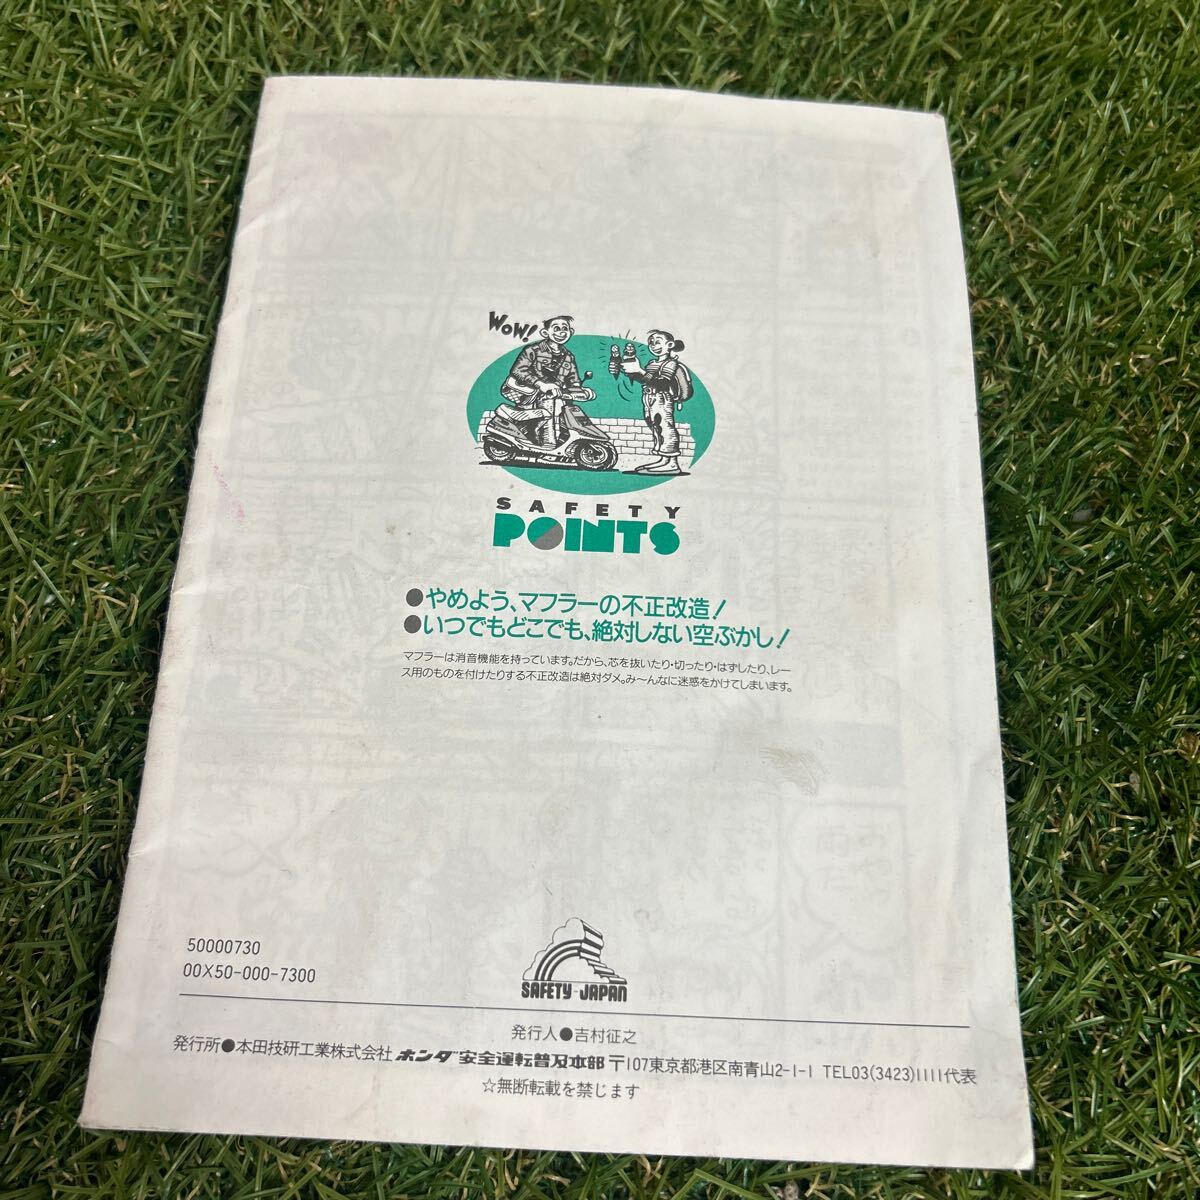 WOW!
SAFETY
POINTS
●やめよう、マフラーの不正改造!
●いつでもどこでも、絶対しない空ぶかし!
マフラーは消音機能を持っています。だから、芯を抜いたり・切ったり・はずしたり、レー
ス用のものを付けたりする不正改造は絶対ダメ。み〜んなに迷惑をかけてしまいます。
50000730
00X50-000-7300
SAFETY-JAPAN
発行人●吉村征之
発行所●本田技研工業株式会社 ホンダ安全運転普及本部 〒107東京都港区南青山2-1-1 TEL03(3423)1111代表
☆無断転載を禁じます